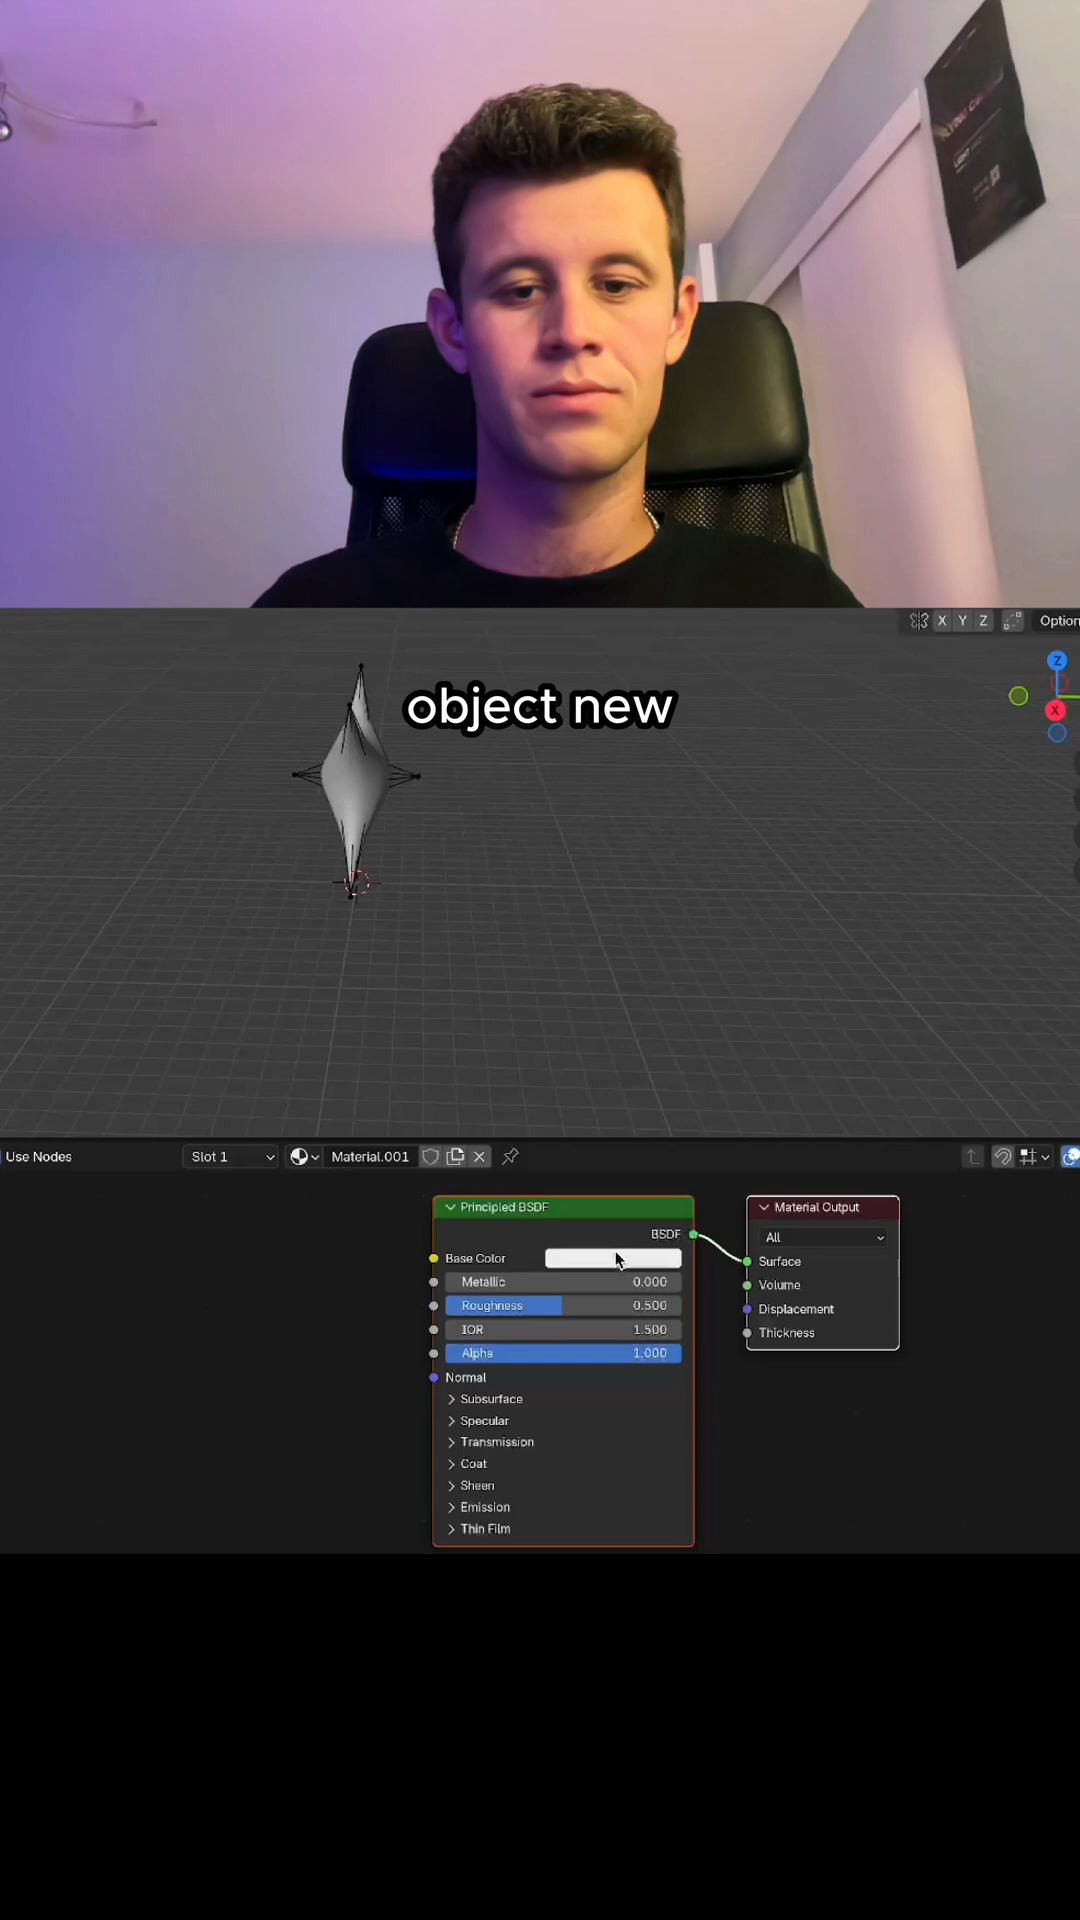 X Y Z Option
Z
object new
X
Use Nodes
Slot 1
Material.001
Principled BSDF
BSDF
Base Color
Metallic 0.000
Roughness 0.500
IOR 1.500
Alpha 1.000
Normal
Subsurface
Specular
Transmission
Coat
Sheen
Emission
Thin Film
Material Output
All
Surface
Volume
Displacement
Thickness